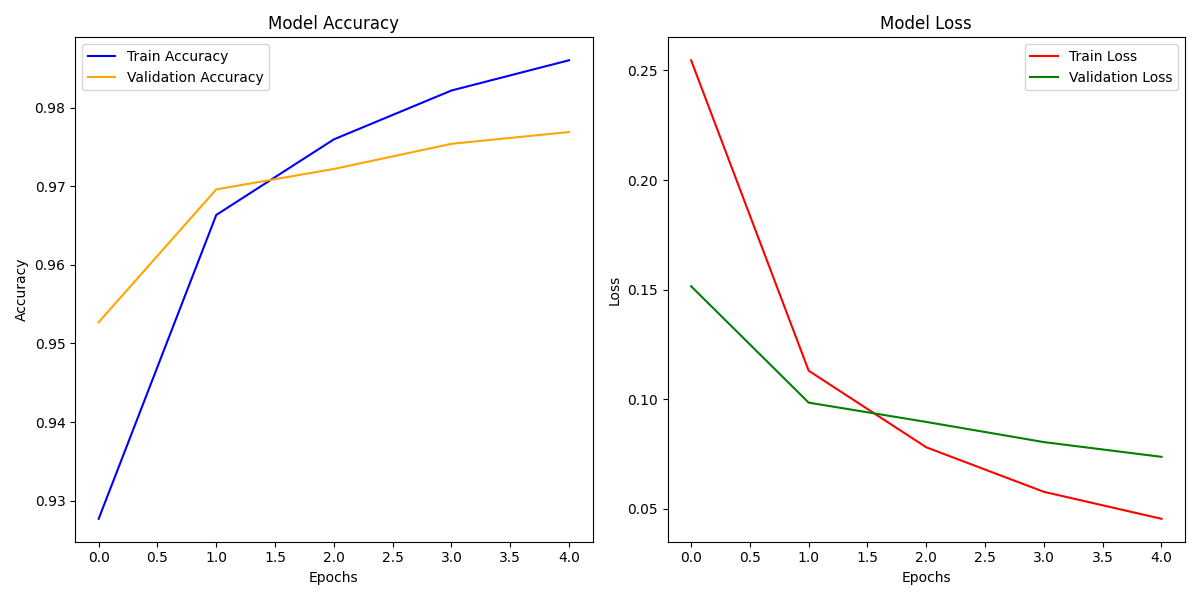 Model Accuracy
Train Accuracy
Validation Accuracy
Accuracy
0.98
0.97
0.96
0.95
0.94
0.93
0.0 0.5 1.0 1.5 2.0 2.5 3.0 3.5 4.0
Epochs
Model Loss
Train Loss
Validation Loss
Loss
0.25
0.20
0.15
0.10
0.05
0.0 0.5 1.0 1.5 2.0 2.5 3.0 3.5 4.0
Epochs